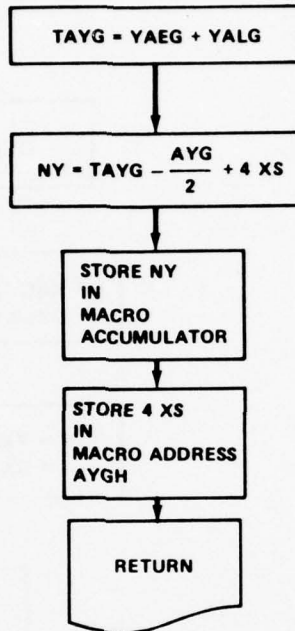 TAYG = YAEG + YALG
NY = TAYG - AYG/2 + 4 XS
STORE NY
IN
MACRO
ACCUMULATOR
STORE 4 XS
IN
MACRO ADDRESS
AYGH
RETURN